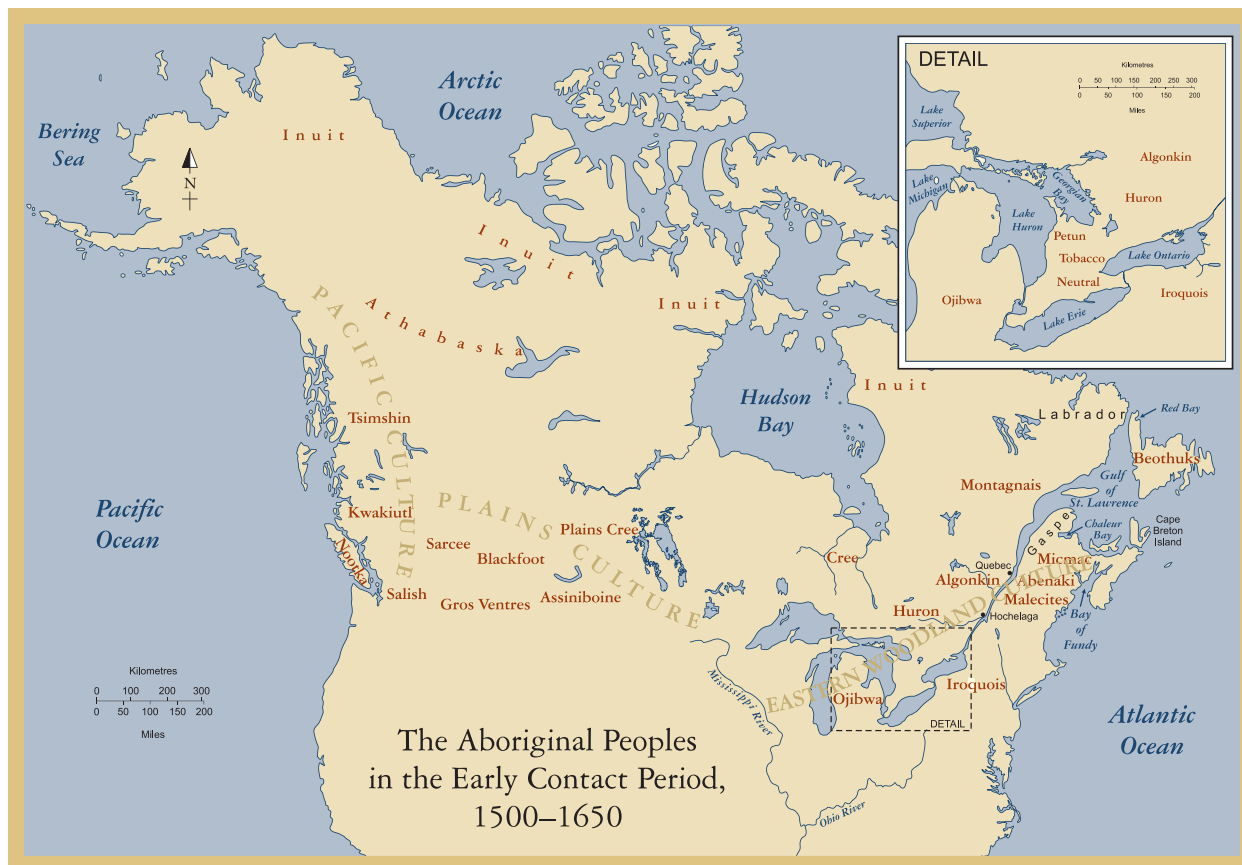 DETAIL
Kilometres
0 50 100 150 200 250 300
0 50 100 150 200
Miles
Lake
Superior
Algonkin
Lake
Michigan
Georgian
Bay
Huron
Lake
Huron
Petun
Tobacco
Lake Ontario
Neutral
Iroquois
Ojibwa
Lake Erie
Arctic
Ocean
Bering
Sea
Inuit
N
Inuit
Inuit
Athabaska
PACIFIC CULTURE
Inuit
Hudson
Bay
Labrador
Red Bay
Tsimshin
Beothuks
Montagnais
Gulf
of
St. Lawrence
Pacific
Ocean
Kwakiutl
PLAINS CULTURE
Plains Cree
Gaspe
Chaleur
Bay
Cape
Breton
Island
Nootka
Sarcee
Blackfoot
Cree
Micmac
Quebec
Algonkin
Abenaki
Salish
Gros Ventres
Assiniboine
Malecites
Huron
Hochelaga
Bay
of
Fundy
EASTERN WOODLAND CULTURE
Kilometres
0 100 200 300
0 50 100 150 200
Miles
Mississippi River
Ojibwa
Iroquois
DETAIL
Atlantic
Ocean
The Aboriginal Peoples
in the Early Contact Period,
1500–1650
Ohio River